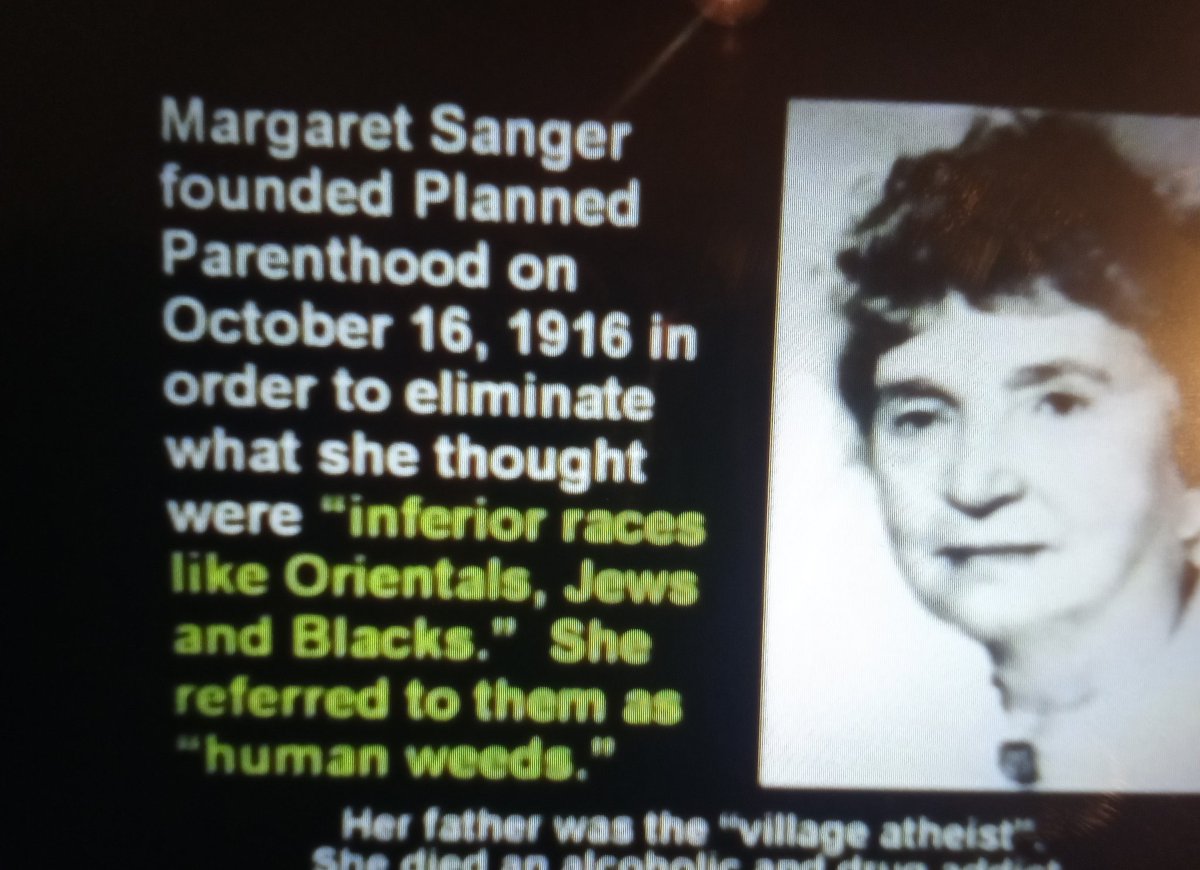 Margaret Sanger
founded Planned
Parenthood on
October 16, 1916 in
order to eliminate
what she thought
were “inferior races
like Orientals, Jews
and Blacks.” She
referred to them as
“human weeds.”
Her father was the “village atheist”.
She died an alcoholic and drug addict